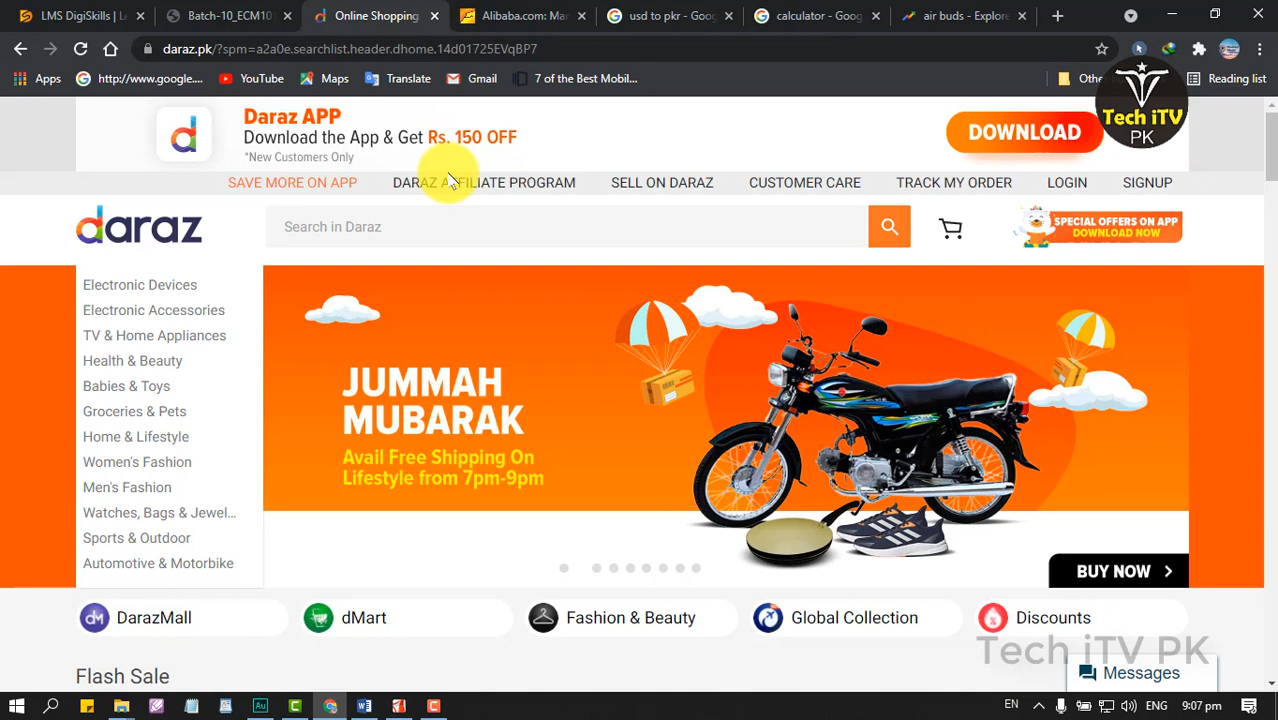 LMS DigiSkills | Le
Batch-10_ECM10
Online Shopping
Alibaba.com: Man
usd to pkr - Goog
calculator - Goog
air buds - Explore
daraz.pk/?spm=a2a0e.searchlist.header.dhome.14d01725EVqBP7
Apps
http://www.google....
YouTube
Maps
Translate
Gmail
7 of the Best Mobil...
Reading list
Daraz APP
Download the App & Get Rs. 150 OFF
*New Customers Only
DOWNLOAD
Tech iTV
PK
SAVE MORE ON APP
DARAZ AFFILIATE PROGRAM
SELL ON DARAZ
CUSTOMER CARE
TRACK MY ORDER
LOGIN
SIGNUP
daraz
Search in Daraz
SPECIAL OFFERS ON APP
DOWNLOAD NOW
Electronic Devices
Electronic Accessories
TV & Home Appliances
Health & Beauty
Babies & Toys
Groceries & Pets
Home & Lifestyle
Women's Fashion
Men's Fashion
Watches, Bags & Jewel...
Sports & Outdoor
Automotive & Motorbike
JUMMAH
MUBARAK
Avail Free Shipping On
Lifestyle from 7pm-9pm
BUY NOW
DarazMall
dMart
Fashion & Beauty
Global Collection
Discounts
Tech iTV PK
Flash Sale
Messages
EN
ENG
9:07 pm